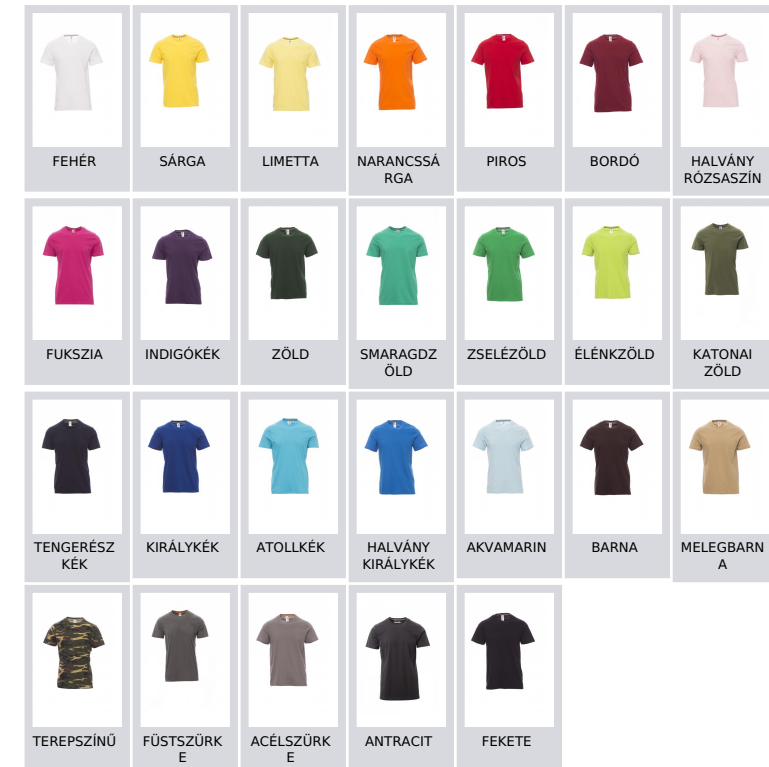 FEHÉR
SÁRGA
LIMETTA
NARANCSSÁ
RGA
PIROS
BORDÓ
HALVÁNY
RÓZSASZÍN
FUKSZIA
INDIGÓKÉK
ZÖLD
SMARAGDZ
ÖLD
ZSELÉZÖLD
ÉLÉNKZÖLD
KATONAI
ZÖLD
TENGERÉSZ
KÉK
KIRÁLYKÉK
ATOLLKÉK
HALVÁNY
KIRÁLYKÉK
AKVAMARIN
BARNA
MELEGBARN
A
TEREPSZÍNŰ
FÜSTSZÜRK
E
ACÉLSZÜRK
E
ANTRACIT
FEKETE